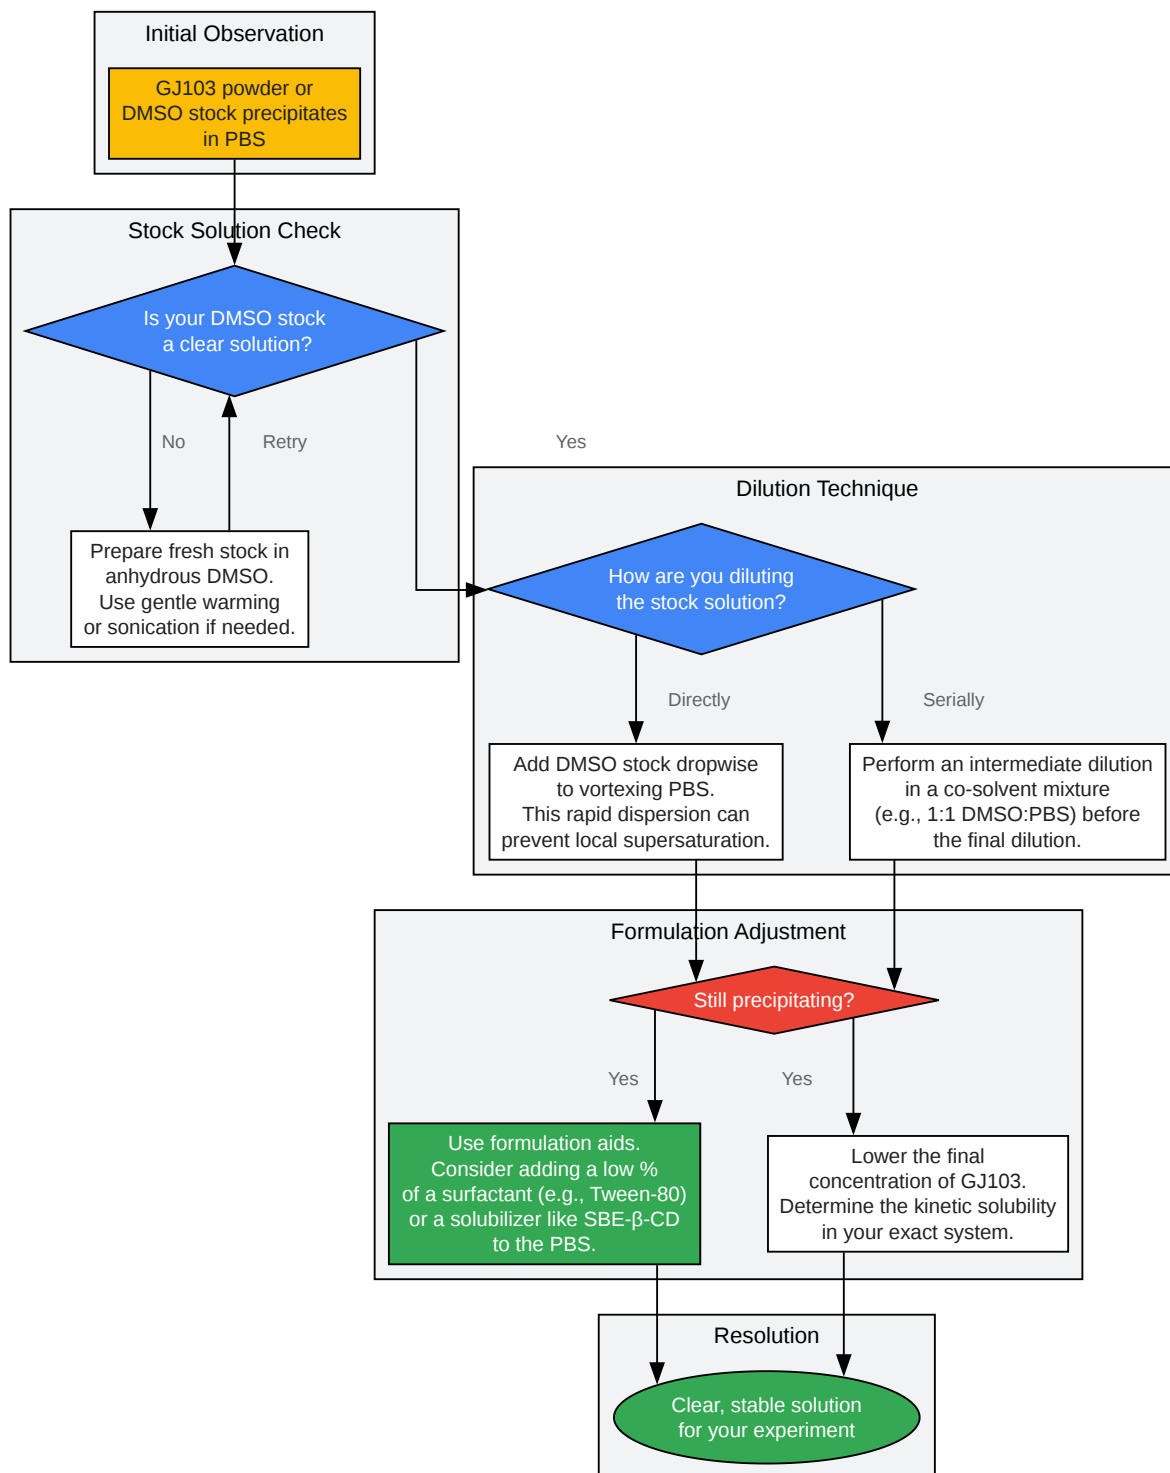 Initial Observation
GJ103 powder or
DMSO stock precipitates
in PBS
Stock Solution Check
Is your DMSO stock
a clear solution?
No
Retry
Yes
Prepare fresh stock in
anhydrous DMSO.
Use gentle warming
or sonication if needed.
Dilution Technique
How are you diluting
the stock solution?
Directly
Serially
Add DMSO stock dropwise
to vortexing PBS.
This rapid dispersion can
prevent local supersaturation.
Perform an intermediate dilution
in a co-solvent mixture
(e.g., 1:1 DMSO:PBS) before
the final dilution.
Formulation Adjustment
Still precipitating?
Yes
Yes
Use formulation aids.
Consider adding a low %
of a surfactant (e.g., Tween-80)
or a solubilizer like SBE-β-CD
to the PBS.
Lower the final
concentration of GJ103.
Determine the kinetic solubility
in your exact system.
Resolution
Clear, stable solution
for your experiment